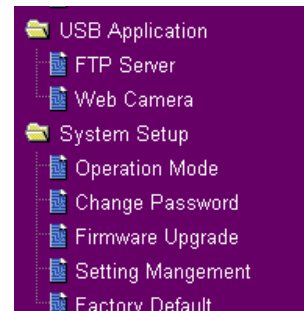 USB Application
FTP Server
Web Camera
System Setup
Operation Mode
Change Password
Firmware Upgrade
Setting Mangement
Factory Default